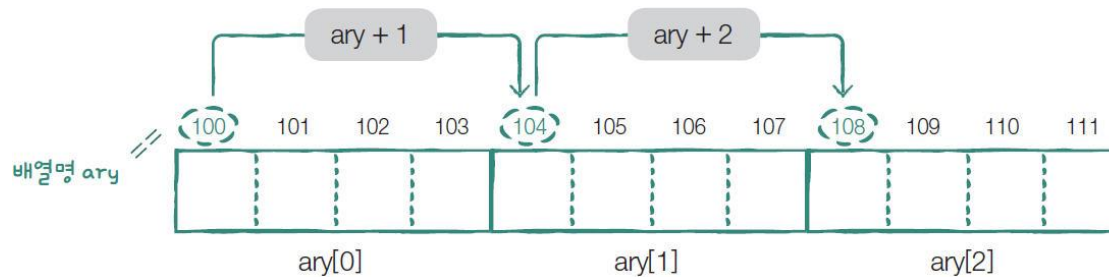 ary + 1 ary + 2
100 101 102 103 104 105 106 107 108 109 110 111
배열명 ary
ary[0] ary[1] ary[2]